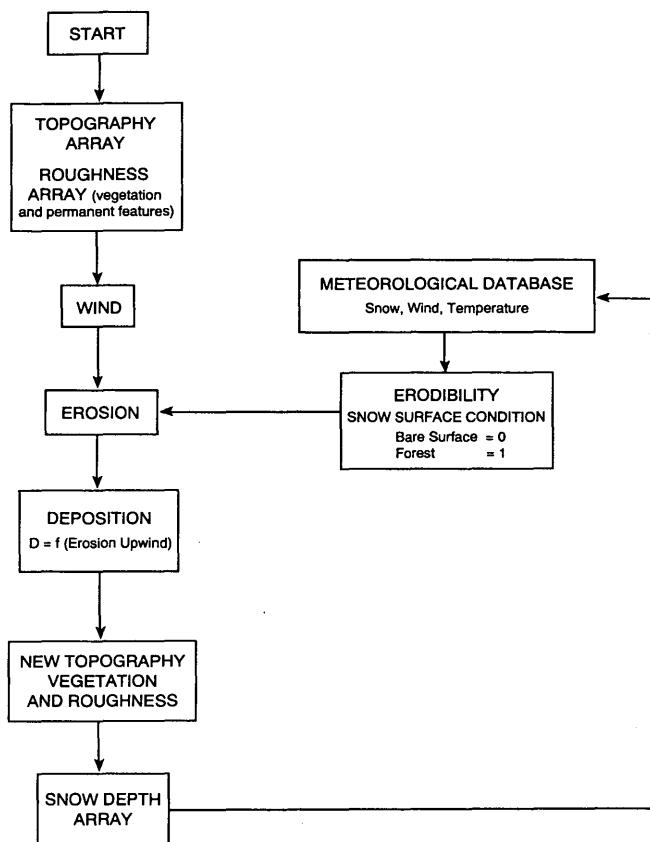 START
TOPOGRAPHY
ARRAY
ROUGHNESS
ARRAY (vegetation
and permanent features)
WIND
METEOROLOGICAL DATABASE
Snow, Wind, Temperature
EROSION
ERODIBILITY
SNOW SURFACE CONDITION
Bare Surface = 0
Forest = 1
DEPOSITION
D = f (Erosion Upwind)
NEW TOPOGRAPHY
VEGETATION
AND ROUGHNESS
SNOW DEPTH
ARRAY